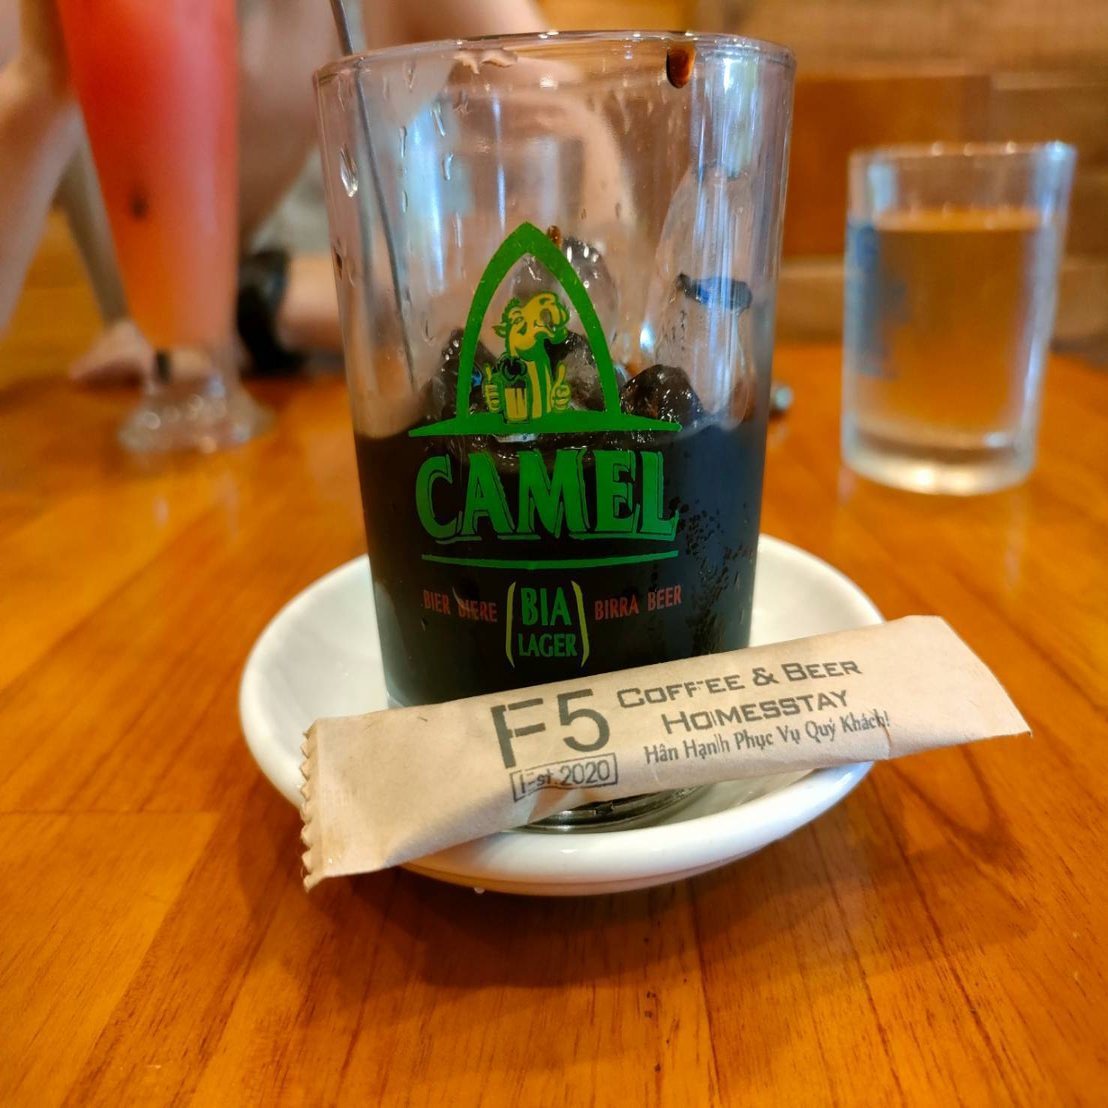 CAMEL
BIER BIERE (BIA LAGER) BIRRA BEER
F5
Est.2020
COFFEE & BEER
HOMESSTAY
Hân Hạnh Phục Vụ Quý Khách!